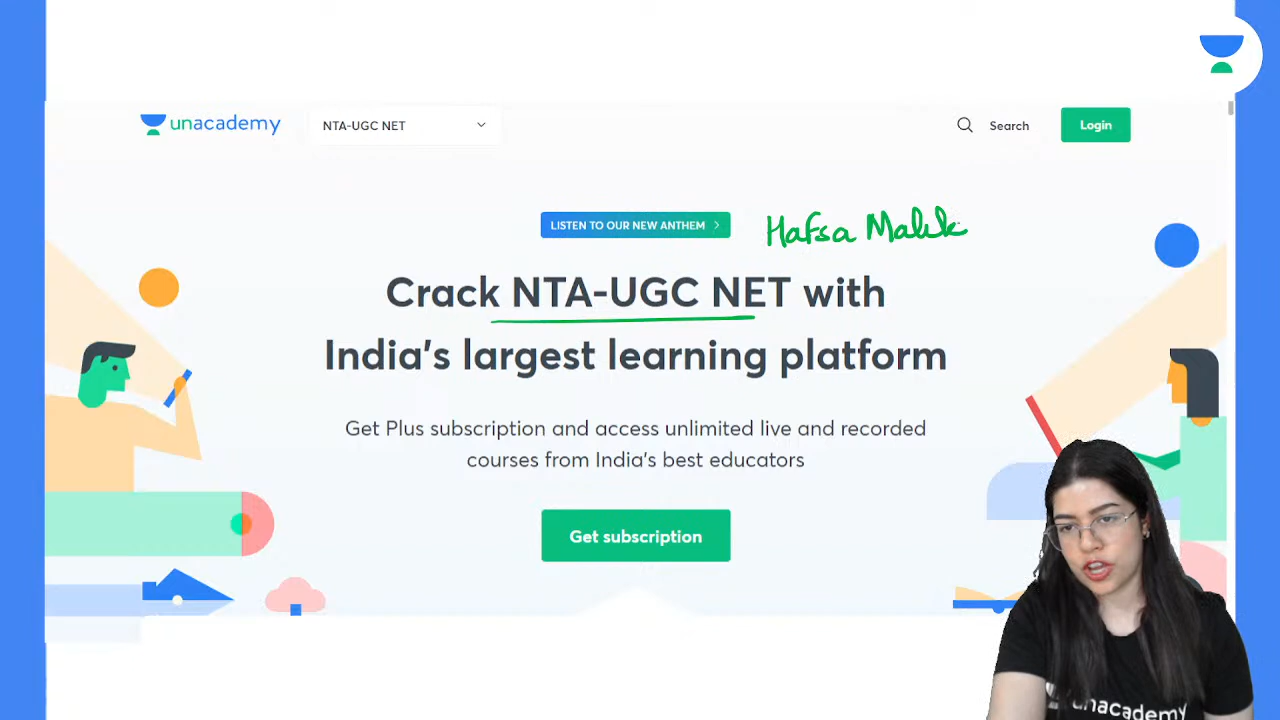 unacademy
NTA-UGC NET
Search
Login
LISTEN TO OUR NEW ANTHEM
Hafsa Malik
Crack NTA-UGC NET with
India's largest learning platform
Get Plus subscription and access unlimited live and recorded
courses from India's best educators
Get subscription
unacademy